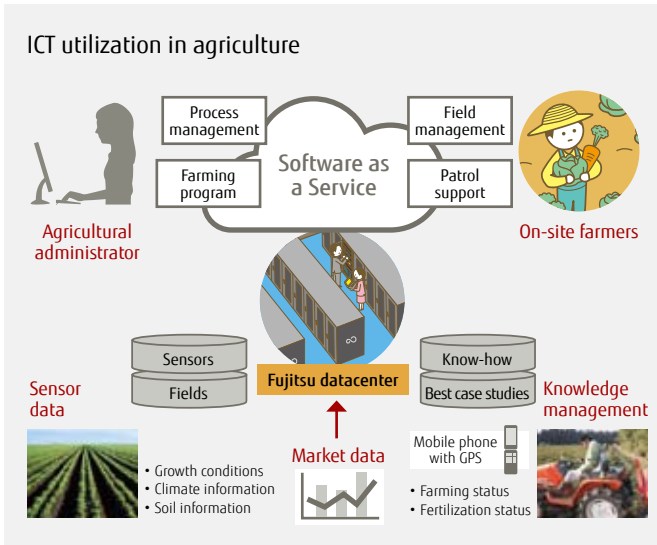 ICT utilization in agriculture
Process
management
Field
management
Software as
a Service
Farming
program
Patrol
support
Agricultural
administrator
On-site farmers
Sensors
Fields
Know-how
Best case studies
Fujitsu datacenter
Sensor
data
Knowledge
management
Market data
Mobile phone
with GPS
• Growth conditions
• Climate information
• Soil information
• Farming status
• Fertilization status